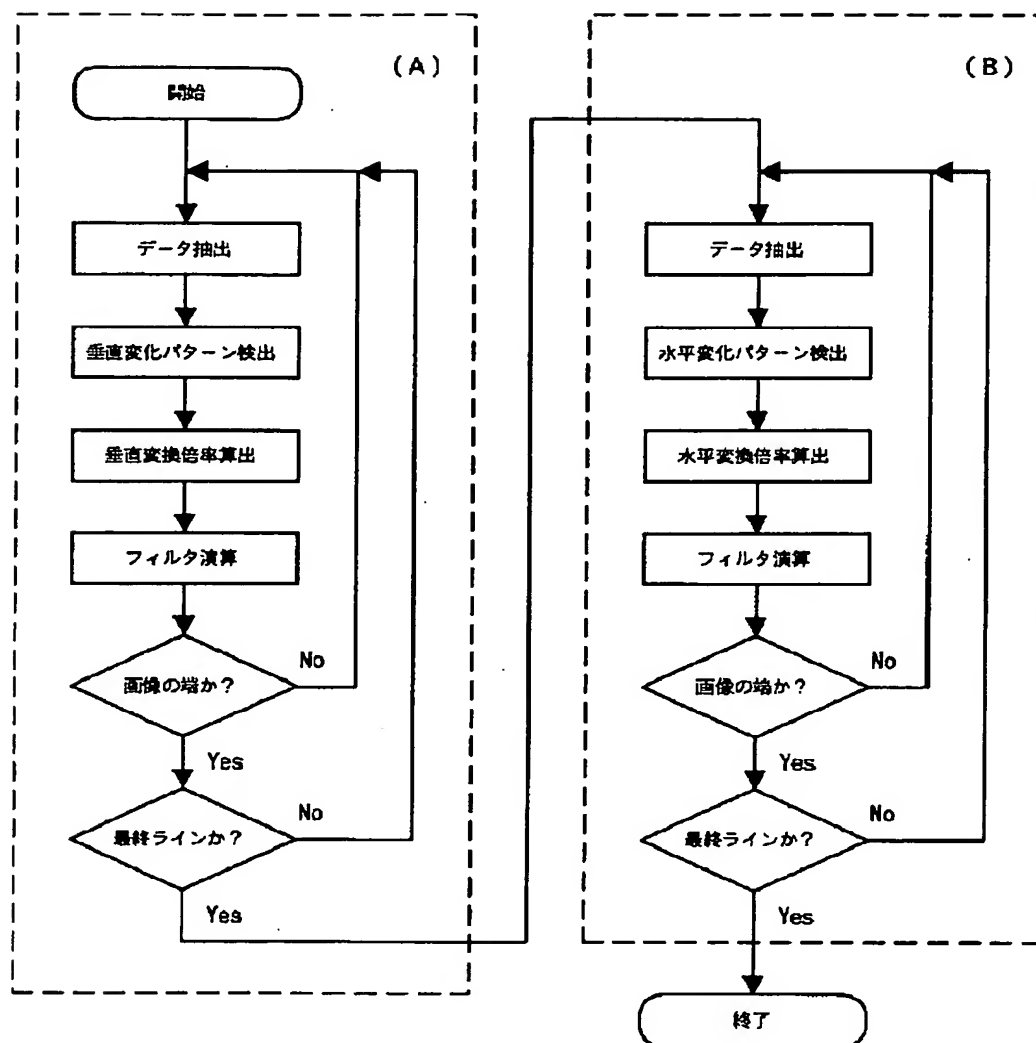 (A)
開始
データ抽出
垂直変化パターン検出
垂直変換倍率算出
フィルタ演算
画像の端か?
No
Yes
最終ラインか?
No
Yes
(B)
データ抽出
水平変化パターン検出
水平変換倍率算出
フィルタ演算
画像の端か?
No
Yes
最終ラインか?
No
Yes
終了